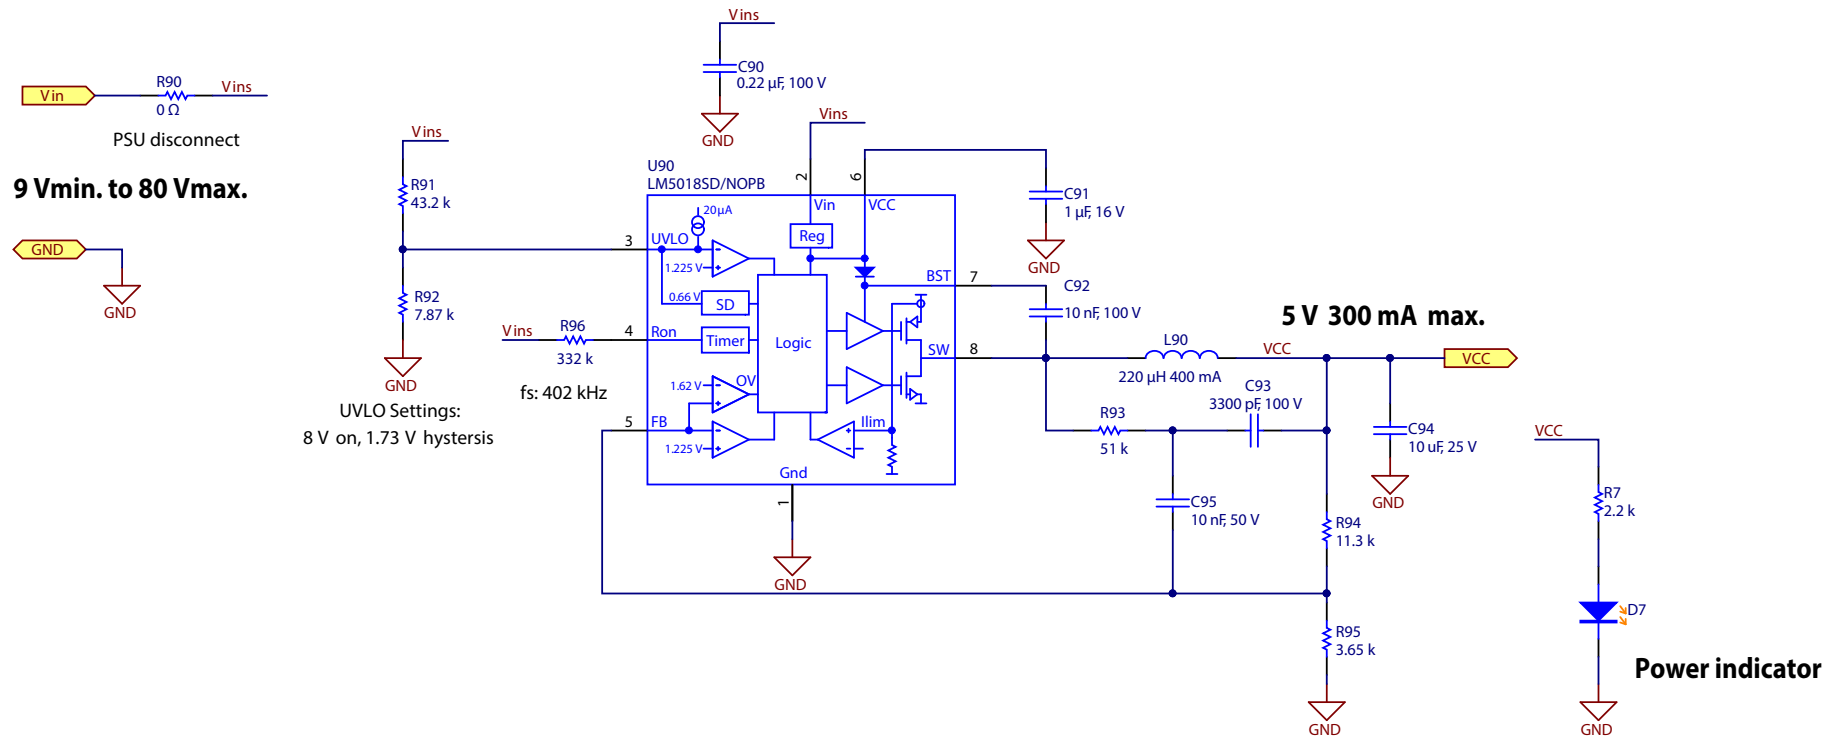 Vin
R90
0 Ω
Vins
PSU disconnect
9 Vmin. to 80 Vmax.
GND
GND
Vins
R91
43.2 k
R92
7.87 k
GND
UVLO Settings:
8 V on, 1.73 V hystersis
Vins
C90
0.22 µF, 100 V
GND
Vins
U90
LM5018SD/NOPB
2
6
Vin
VCC
20µA
3
UVLO
1.225 V
Reg
0.66 V
SD
Vins
R96
332 k
fs: 402 kHz
4
Ron
Timer
Logic
1.62 V
OV
5
FB
1.225 V
Ilim
Gnd
1
GND
BST
7
SW
8
C91
1 µF, 16 V
GND
C92
10 nF, 100 V
5 V 300 mA max.
L90
220 µH 400 mA
VCC
VCC
R93
51 k
C93
3300 pF, 100 V
C94
10 uF, 25 V
GND
C95
10 nF, 50 V
R94
11.3 k
R95
3.65 k
GND
VCC
R7
2.2 k
D7
Power indicator
GND